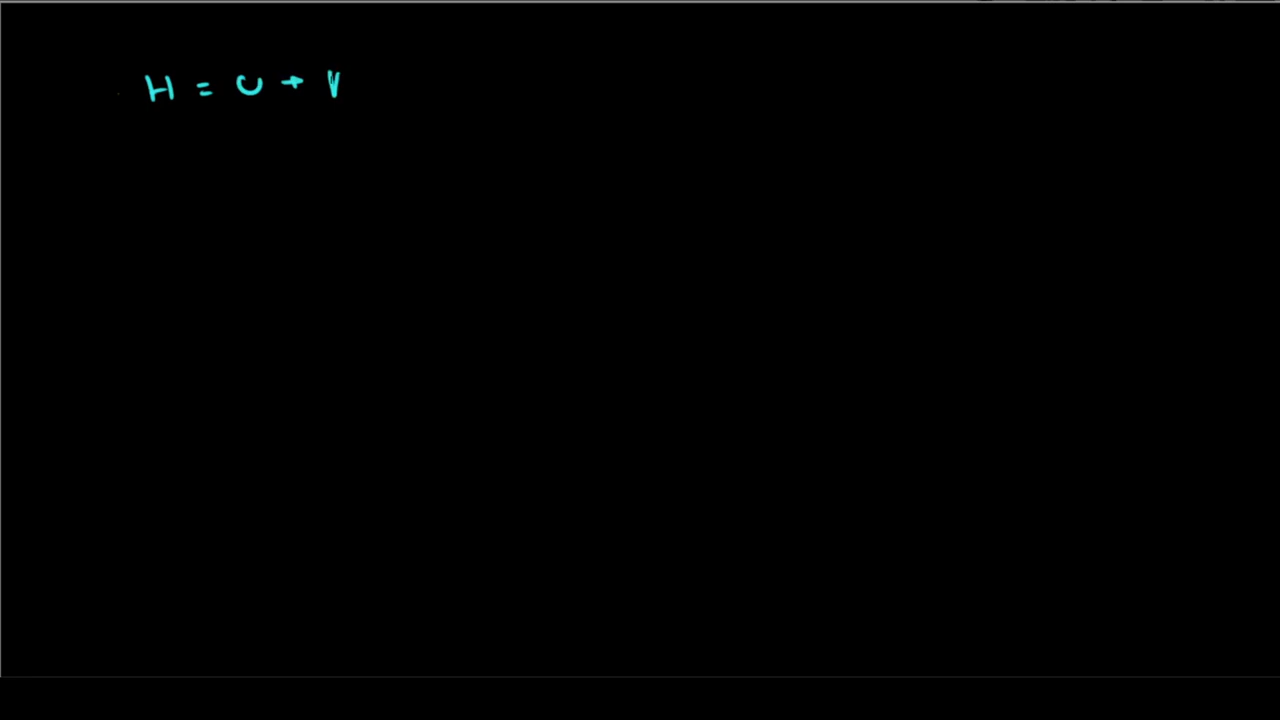 H = U + V